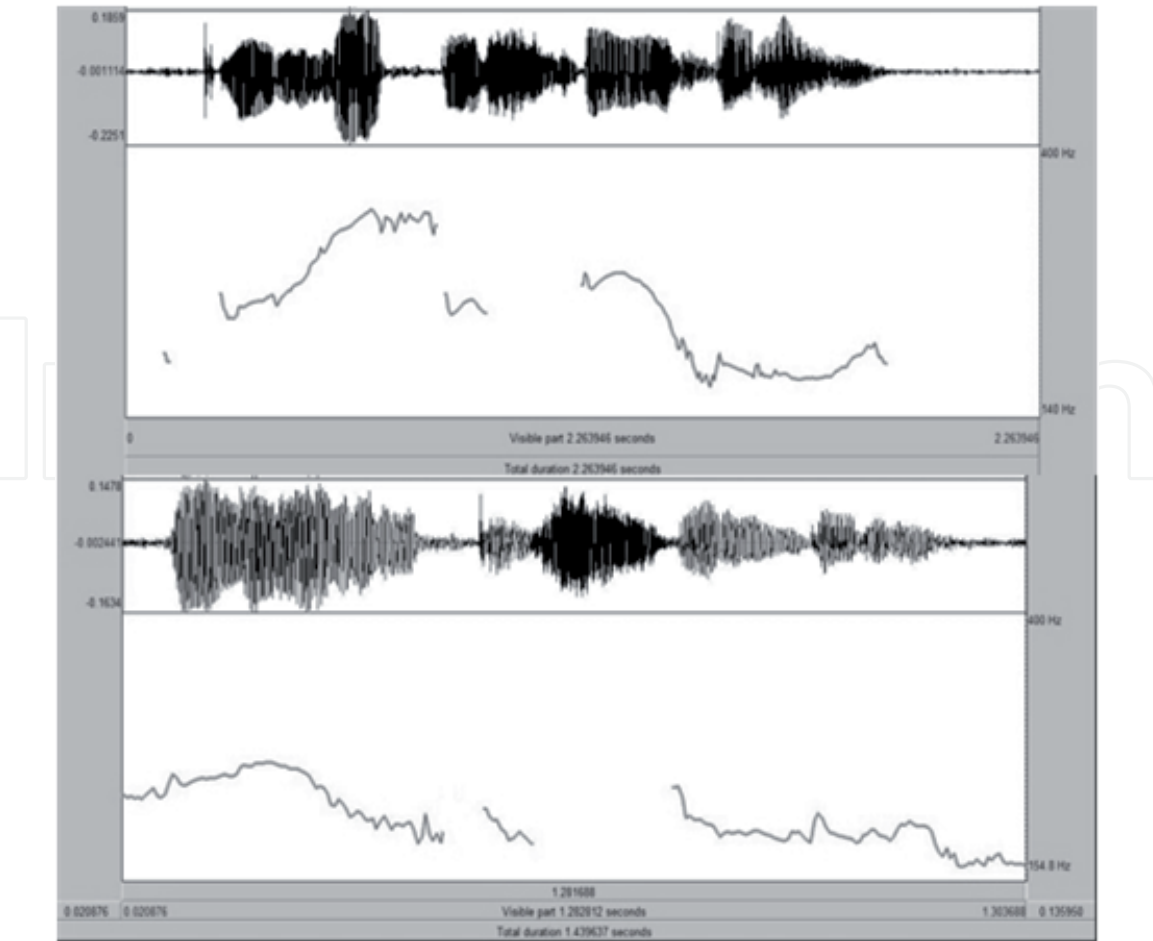 0.1859
-0.001114
-0.2251
400 Hz
140 Hz
0 Visible part 2.263946 seconds 2.263946
Total duration 2.263946 seconds
0.1478
-0.002441
-0.1634
400 Hz
154.8 Hz
1.281688
0.020876 0.020876 Visible part 1.282812 seconds 1.303688 0.135950
Total duration 1.439637 seconds